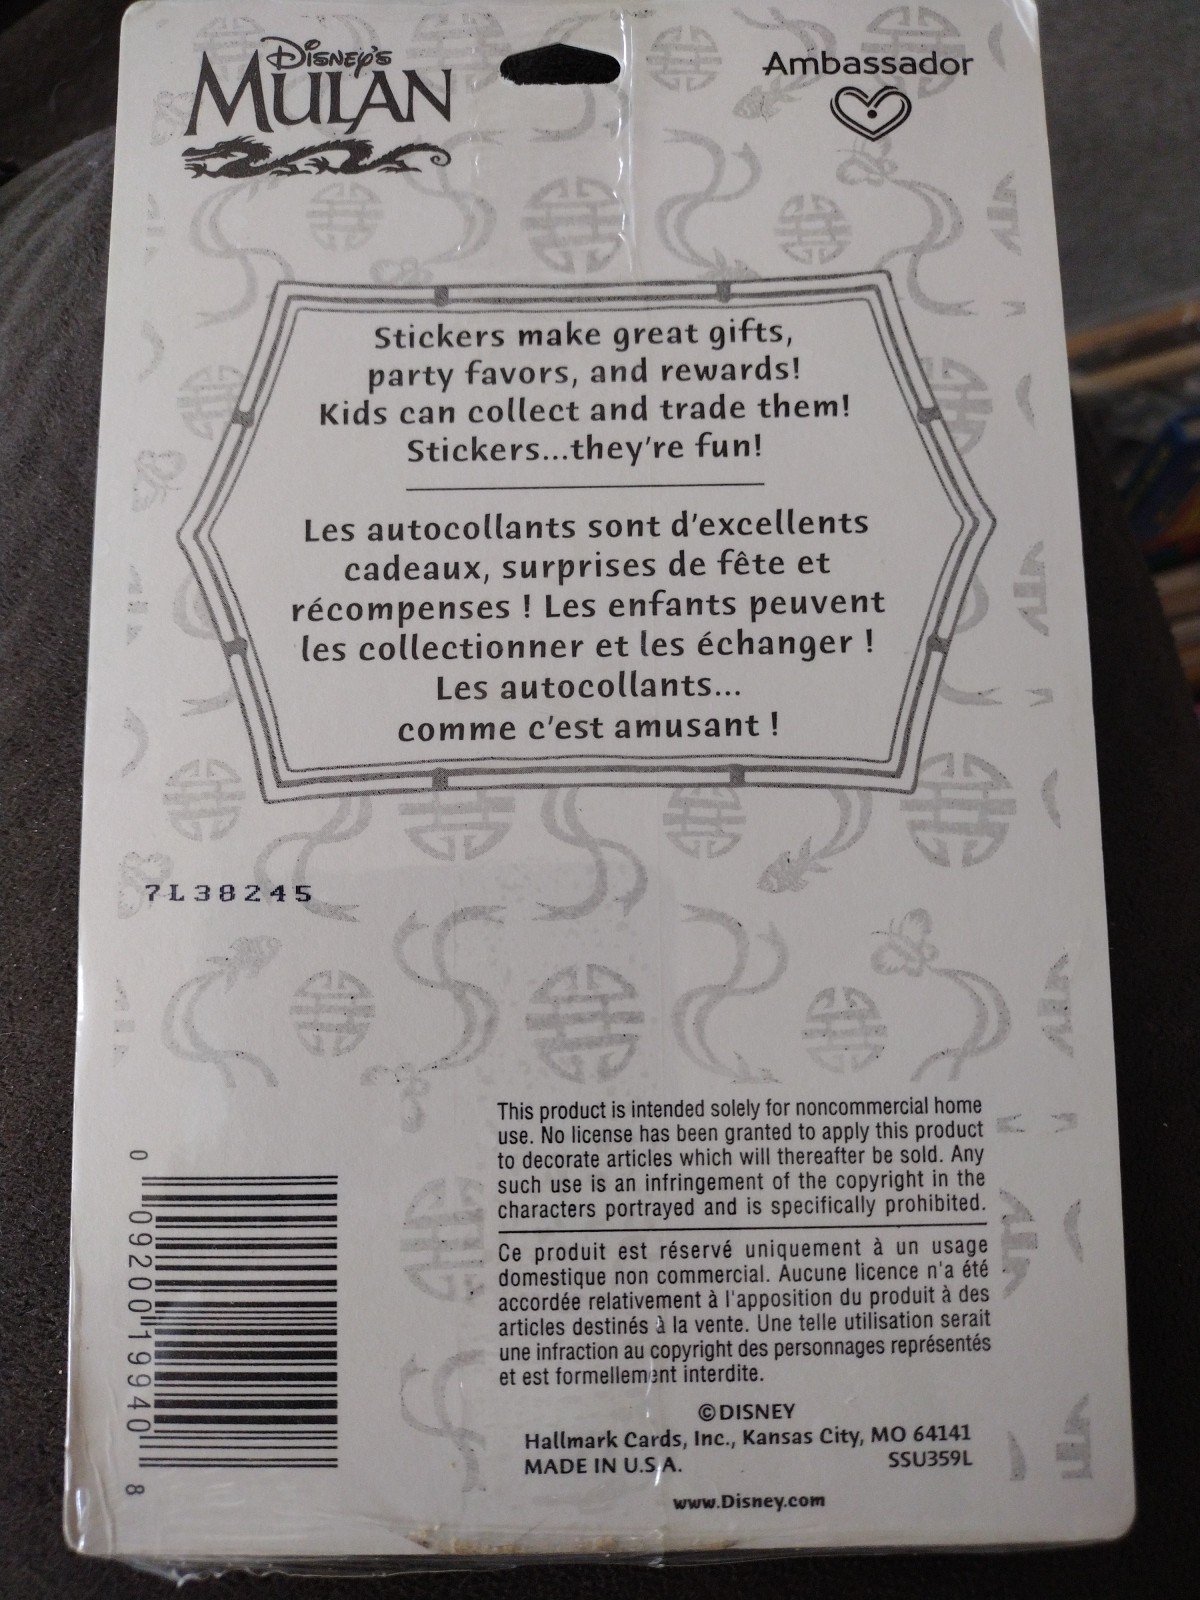 Disney's
MULAN
Ambassador
Stickers make great gifts,
party favors, and rewards!
Kids can collect and trade them!
Stickers...they're fun!
Les autocollants sont d'excellents
cadeaux, surprises de fête et
récompenses ! Les enfants peuvent
les collectionner et les échanger !
Les autocollants...
comme c'est amusant !
7L38245
This product is intended solely for noncommercial home
use. No license has been granted to apply this product
to decorate articles which will thereafter be sold. Any
such use is an infringement of the copyright in the
characters portrayed and is specifically prohibited.
Ce produit est réservé uniquement à un usage
domestique non commercial. Aucune licence n'a été
accordée relativement à l'apposition du produit à des
articles destinés à la vente. Une telle utilisation serait
une infraction au copyright des personnages représentés
et est formellement interdite.
©DISNEY
Hallmark Cards, Inc., Kansas City, MO 64141
MADE IN U.S.A. SSU359L
www.Disney.com
0 09200 19940 8